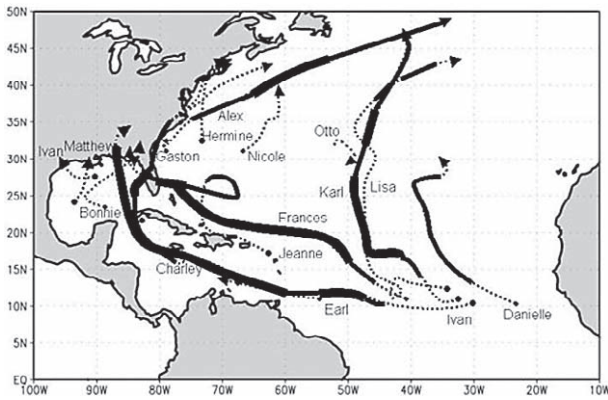 50N
45N
40N
35N
30N
25N
20N
15N
10N
5N
EQ
Alex
Hermine
Otto
Matthew
Ivan
Gaston
Nicole
Karl
Lisa
Bonnie
Frances
Jeanne
Charley
Earl
Ivan
Danielle
100W 90W 80W 70W 60W 50W 40W 30W 20W 10W